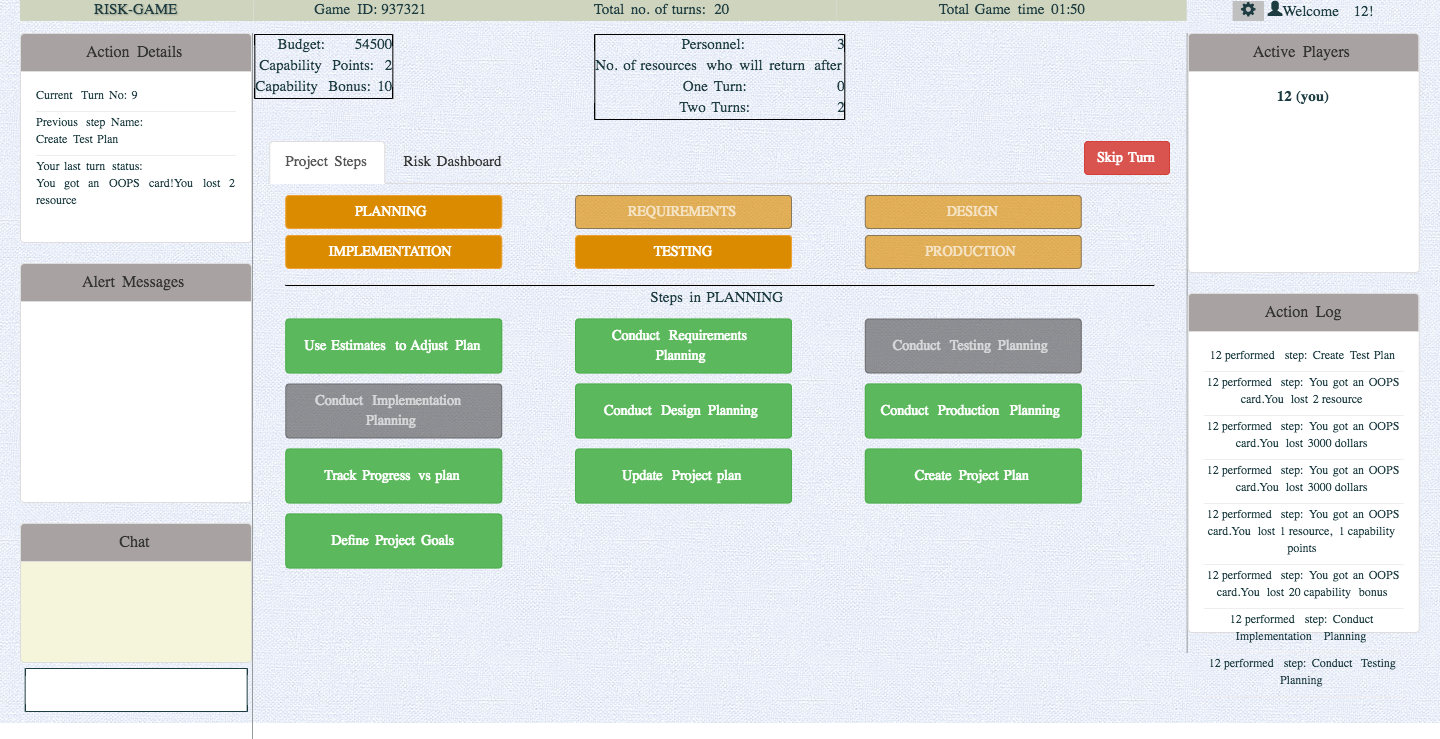 RISK-GAME
Game ID: 937321
Total no. of turns: 20
Total Game time 01:50
Welcome 12!
Action Details
Current Turn No: 9
Previous step Name:
Create Test Plan
Your last turn status:
You got an OOPS card!You lost 2
resource
Alert Messages
Chat
Budget: 54500
Capability Points: 2
Capability Bonus: 10
Personnel: 3
No. of resources who will return after
One Turn: 0
Two Turns: 2
Project Steps
Risk Dashboard
Skip Turn
PLANNING
REQUIREMENTS
DESIGN
IMPLEMENTATION
TESTING
PRODUCTION
Steps in PLANNING
Use Estimates to Adjust Plan
Conduct Requirements
Planning
Conduct Testing Planning
Conduct Implementation
Planning
Conduct Design Planning
Conduct Production Planning
Track Progress vs plan
Update Project plan
Create Project Plan
Define Project Goals
Active Players
12 (you)
Action Log
12 performed step: Create Test Plan
12 performed step: You got an OOPS
card.You lost 2 resource
12 performed step: You got an OOPS
card.You lost 3000 dollars
12 performed step: You got an OOPS
card.You lost 3000 dollars
12 performed step: You got an OOPS
card.You lost 1 resource, 1 capability
points
12 performed step: You got an OOPS
card.You lost 20 capability bonus
12 performed step: Conduct
Implementation Planning
12 performed step: Conduct Testing
Planning